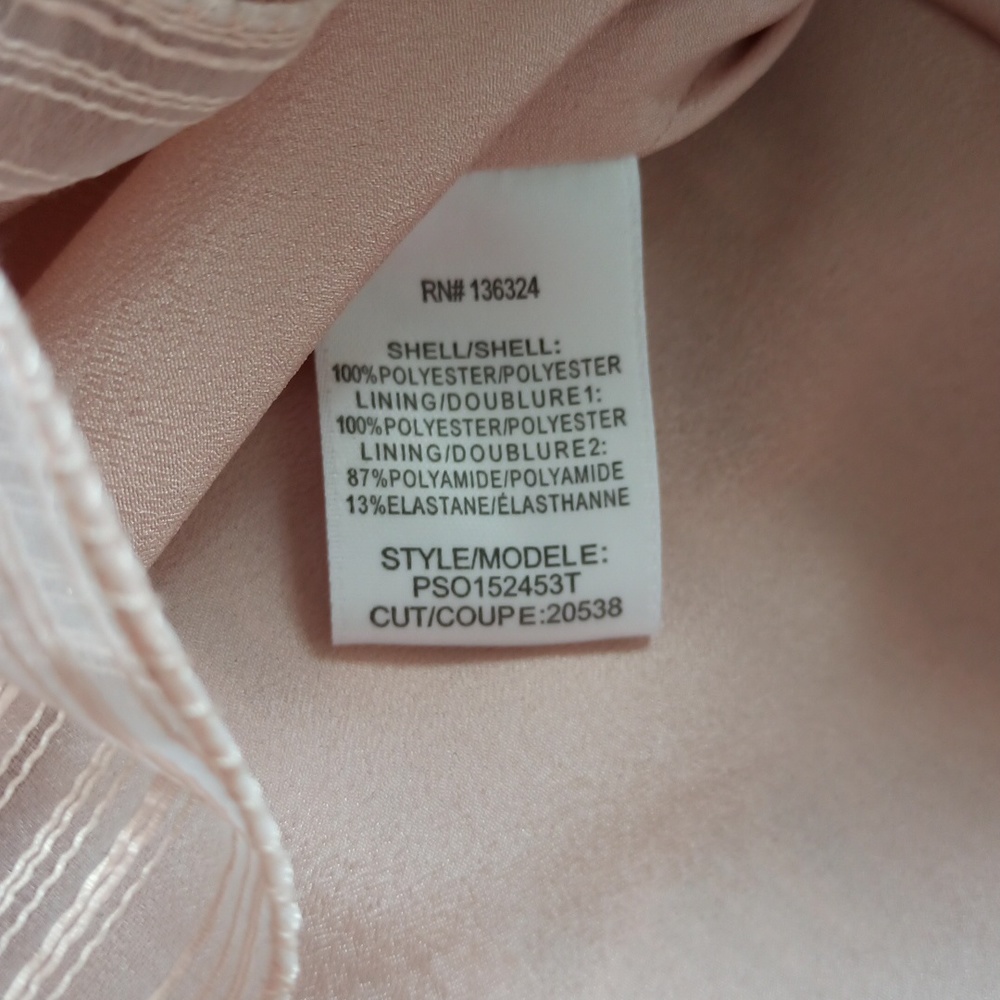 RN# 136324
SHELL/SHELL:
100%POLYESTER/POLYESTER
LINING/DOUBLURE1:
100%POLYESTER/POLYESTER
LINING/DOUBLURE2:
87%POLYAMIDE/POLYAMIDE
13%ELASTANE/ÉLASTHANNE
STYLE/MODELE:
PSO152453T
CUT/COUPE:20538